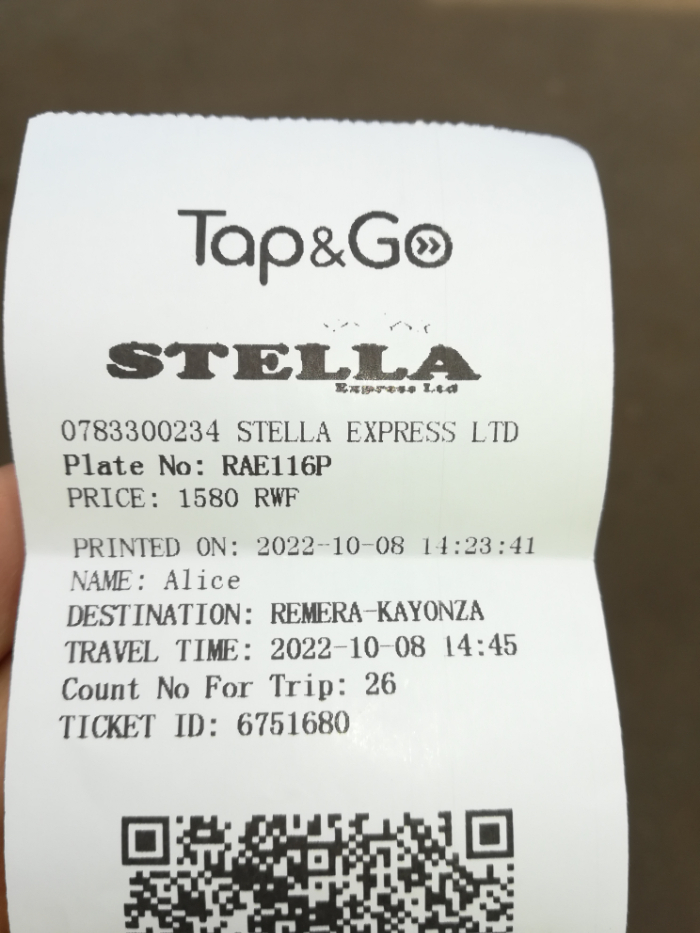 Tap&Go
STELLA
Express Ltd
0783300234 STELLA EXPRESS LTD
Plate No: RAE116P
PRICE: 1580 RWF
PRINTED ON: 2022-10-08 14:23:41
NAME: Alice
DESTINATION: REMERA-KAYONZA
TRAVEL TIME: 2022-10-08 14:45
Count No For Trip: 26
TICKET ID: 6751680